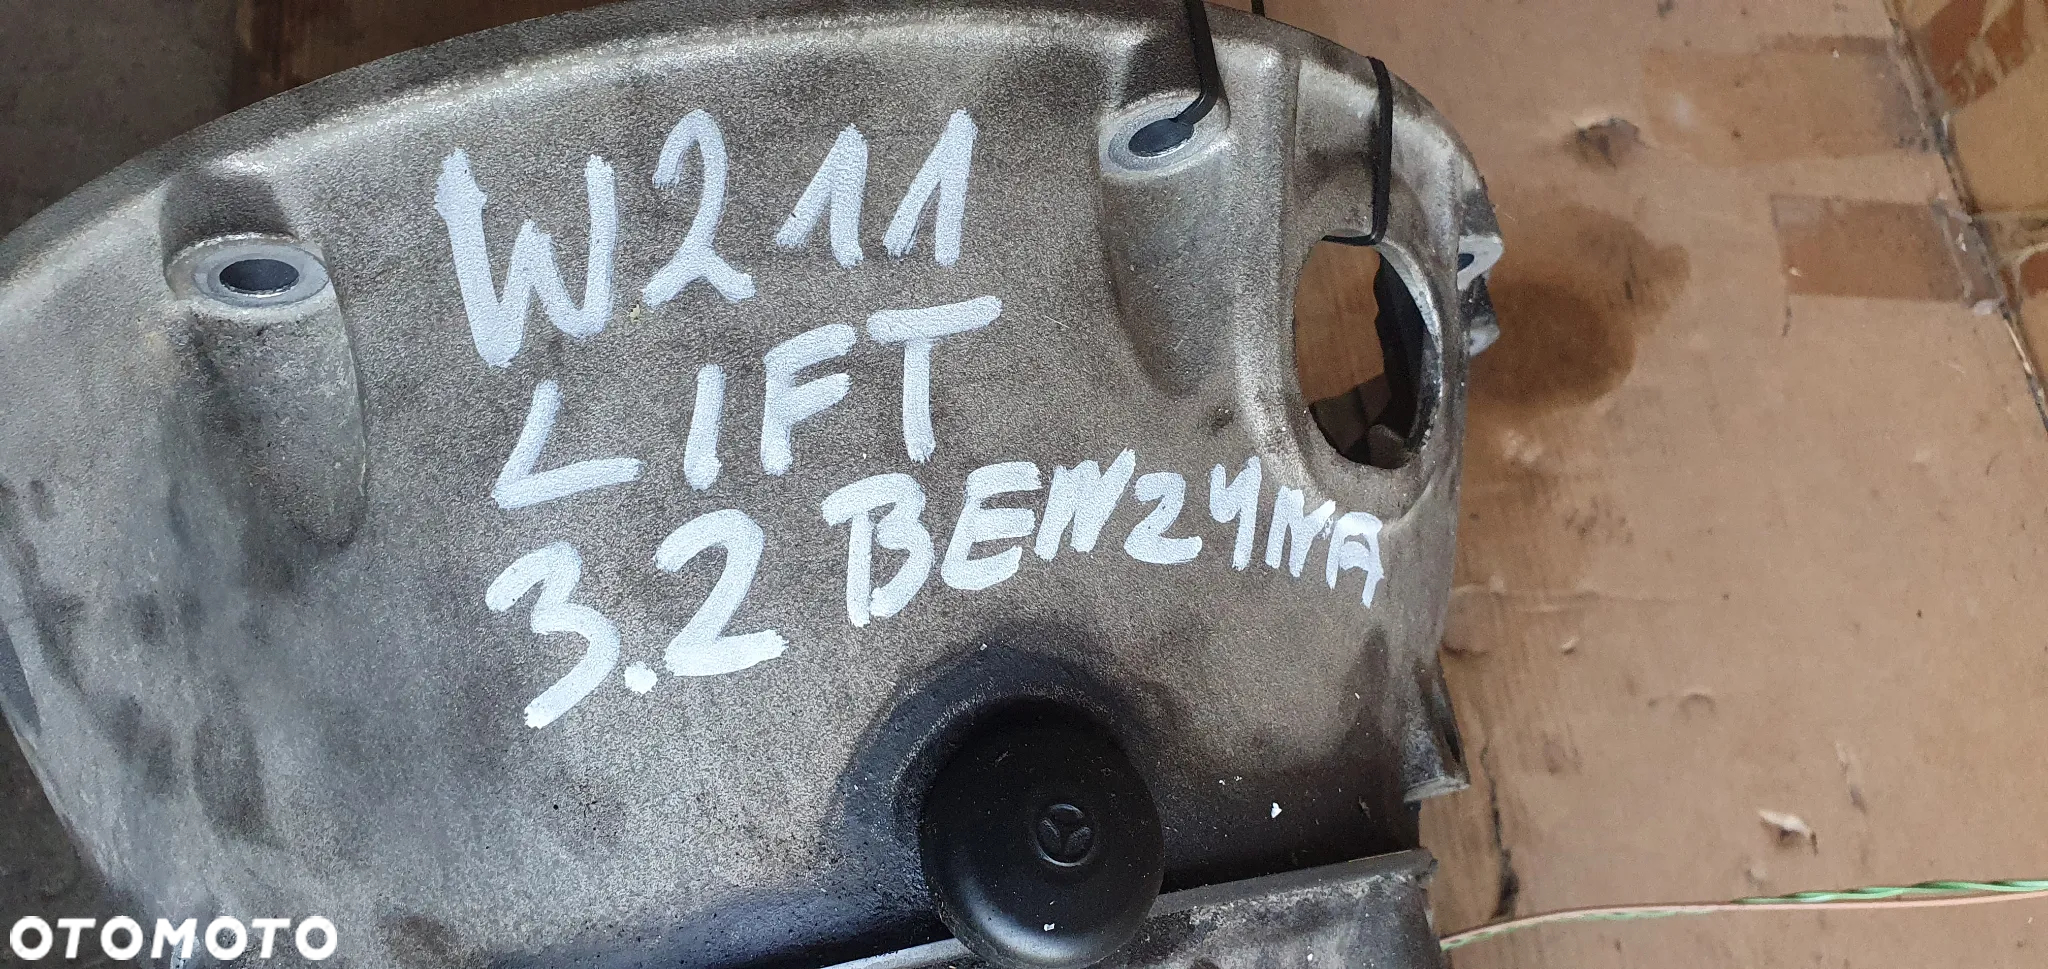 W211
LIFT
3.2 BENZYNA
OTOMOTO